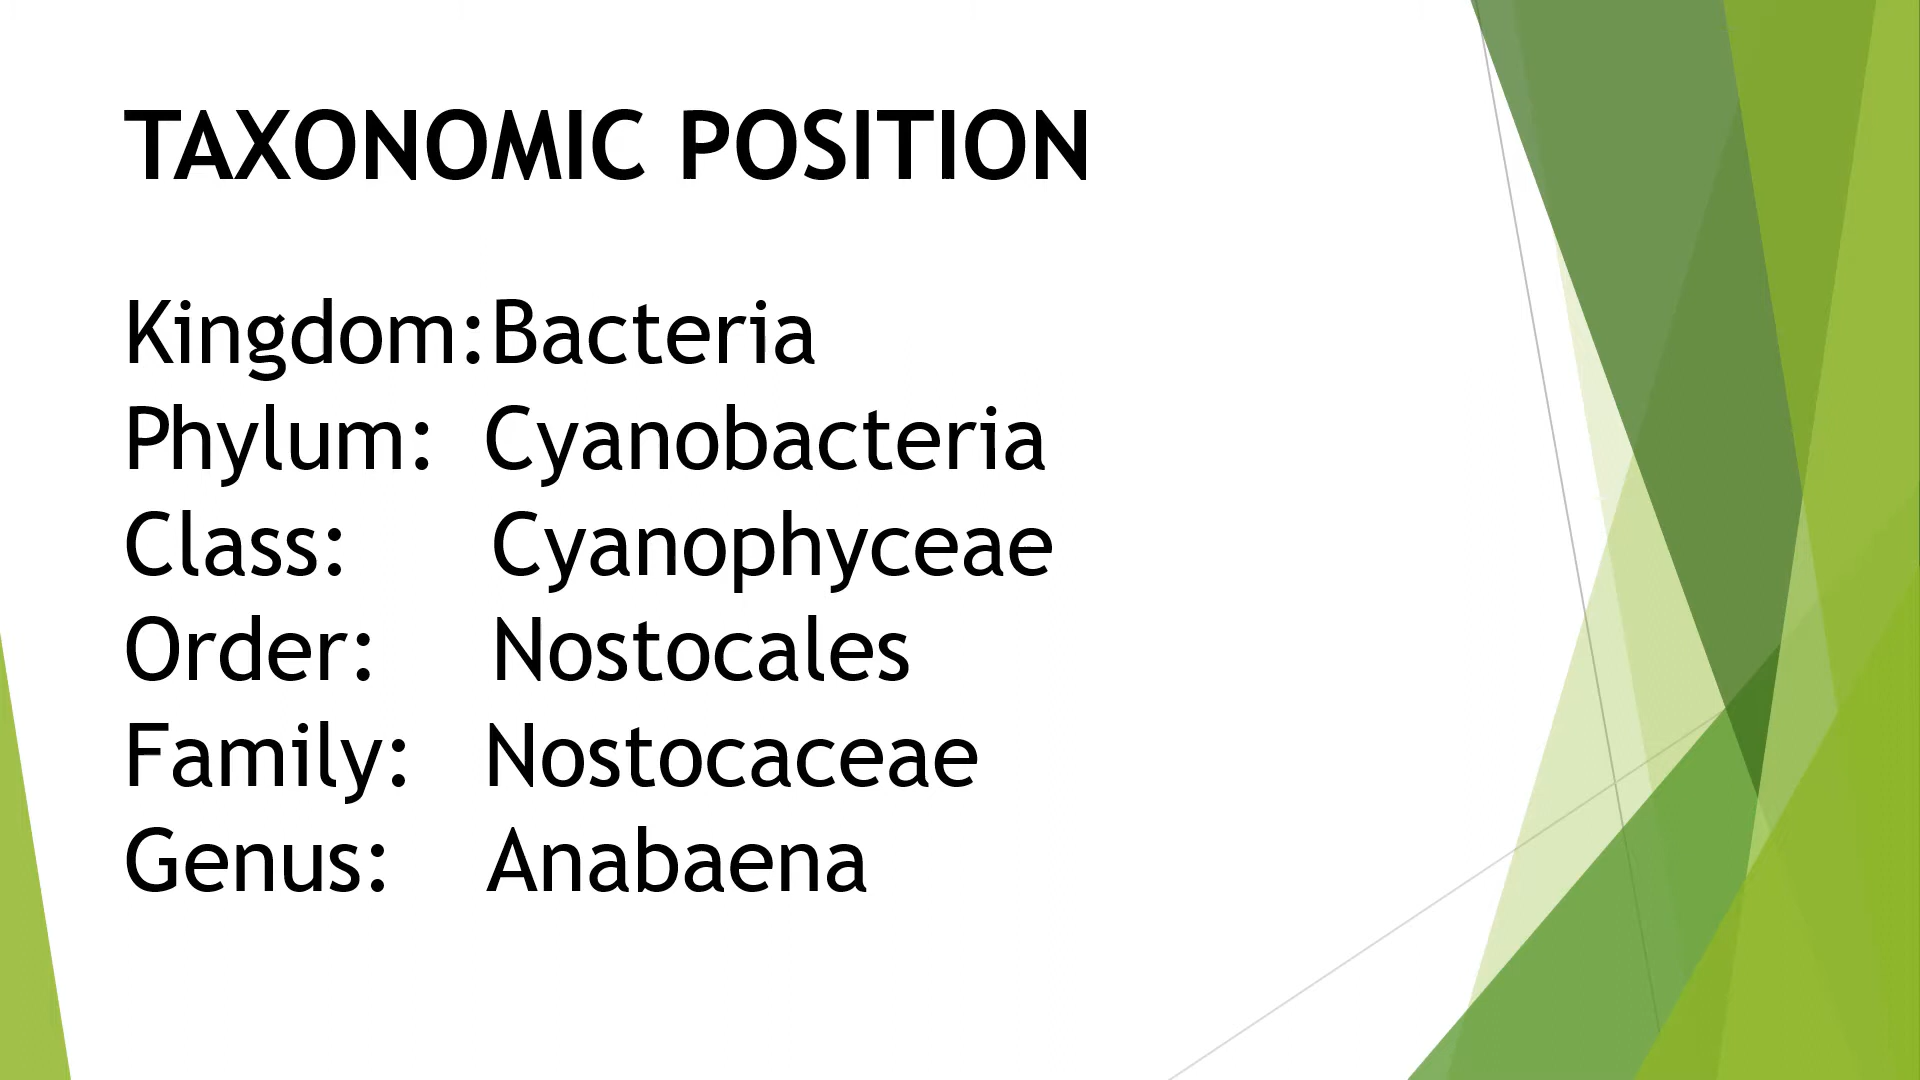 TAXONOMIC POSITION
Kingdom:Bacteria
Phylum: Cyanobacteria
Class: Cyanophyceae
Order: Nostocales
Family: Nostocaceae
Genus: Anabaena